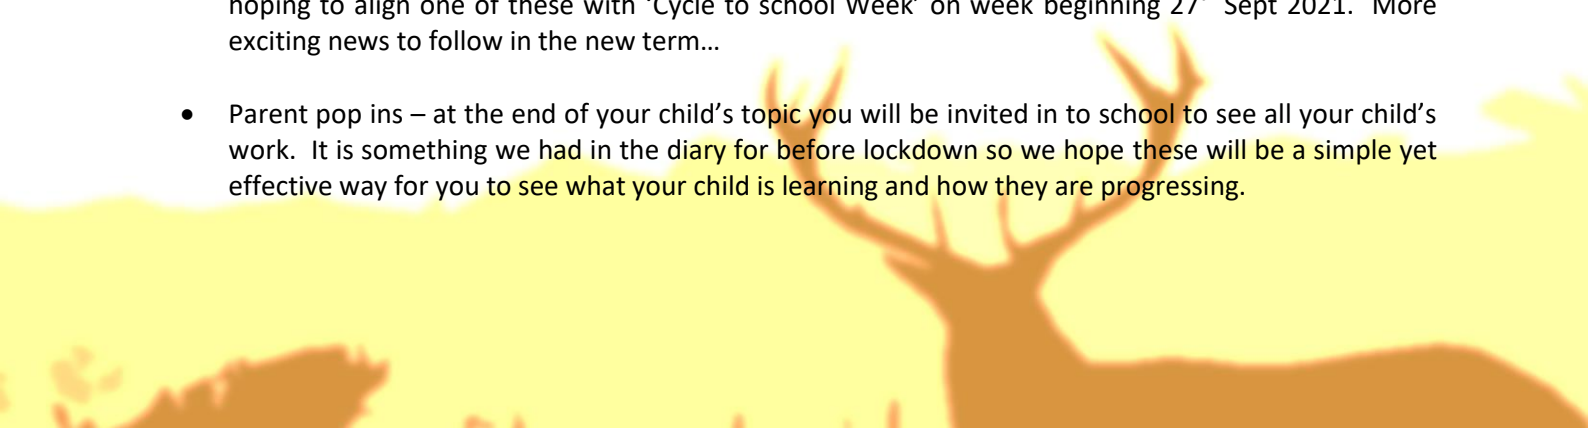 hoping to align one of these with ‘Cycle to school Week’ on week beginning 27 Sept 2021. More
exciting news to follow in the new term…
• Parent pop ins – at the end of your child’s topic you will be invited in to school to see all your child’s
work. It is something we had in the diary for before lockdown so we hope these will be a simple yet
effective way for you to see what your child is learning and how they are progressing.